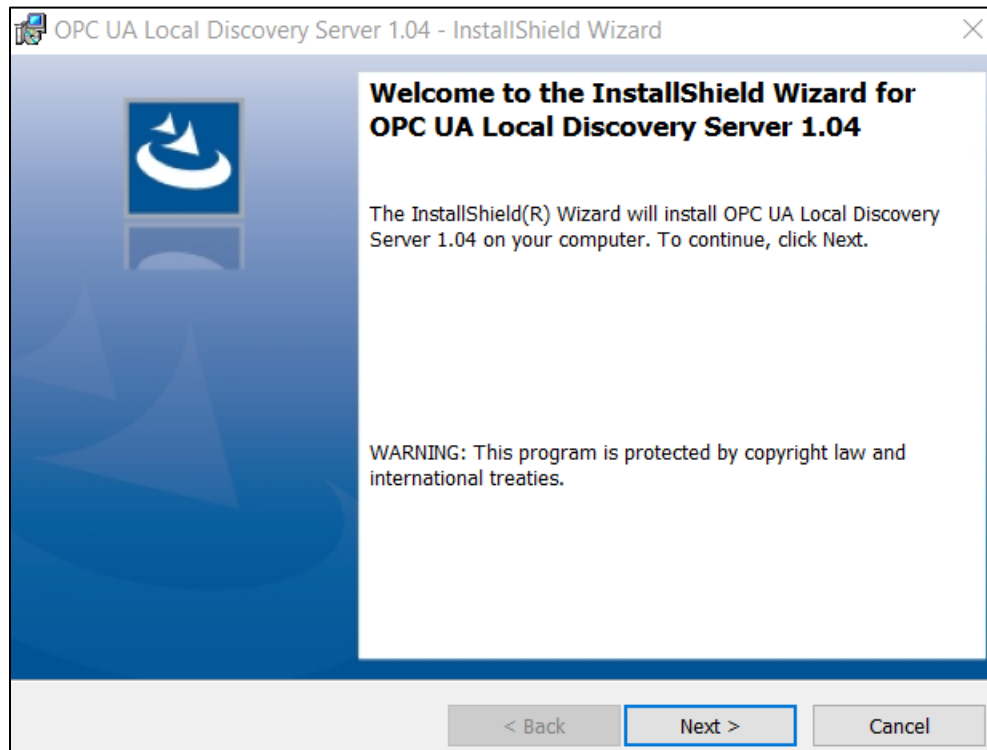 OPC UA Local Discovery Server 1.04 - InstallShield Wizard
Welcome to the InstallShield Wizard for
OPC UA Local Discovery Server 1.04
The InstallShield(R) Wizard will install OPC UA Local Discovery
Server 1.04 on your computer. To continue, click Next.
WARNING: This program is protected by copyright law and
international treaties.
< Back
Next >
Cancel